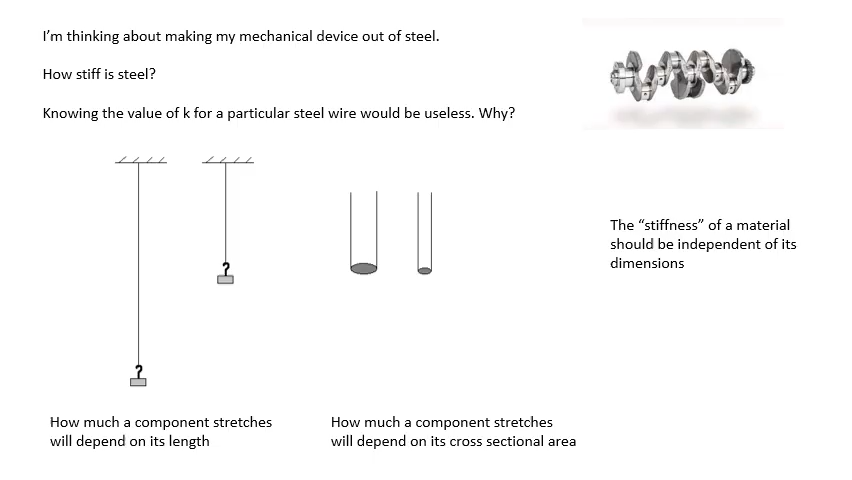 I'm thinking about making my mechanical device out of steel.
How stiff is steel?
Knowing the value of k for a particular steel wire would be useless. Why?
The “stiffness” of a material
should be independent of its
dimensions
How much a component stretches
will depend on its length
How much a component stretches
will depend on its cross sectional area